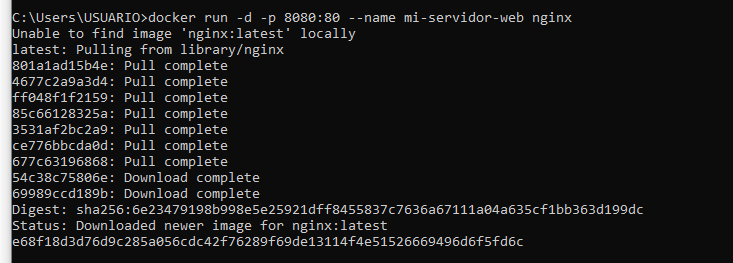 C:\Users\USUARIO>docker run -d -p 8080:80 --name mi-servidor-web nginx
Unable to find image 'nginx:latest' locally
latest: Pulling from library/nginx
801a1ad15b4e: Pull complete
4677c2a9a3d4: Pull complete
ff048f1f2159: Pull complete
85c66128325a: Pull complete
3531af2bc2a9: Pull complete
ce776bbcda0d: Pull complete
677c63196868: Pull complete
54c38c75806e: Download complete
69989ccd189b: Download complete
Digest: sha256:6e23479198b998e5e25921dff8455837c7636a67111a04a635cf1bb363d199dc
Status: Downloaded newer image for nginx:latest
e68f18d3d76d9c285a056cdc42f76289f69de13114f4e51526669496d6f5fd6c